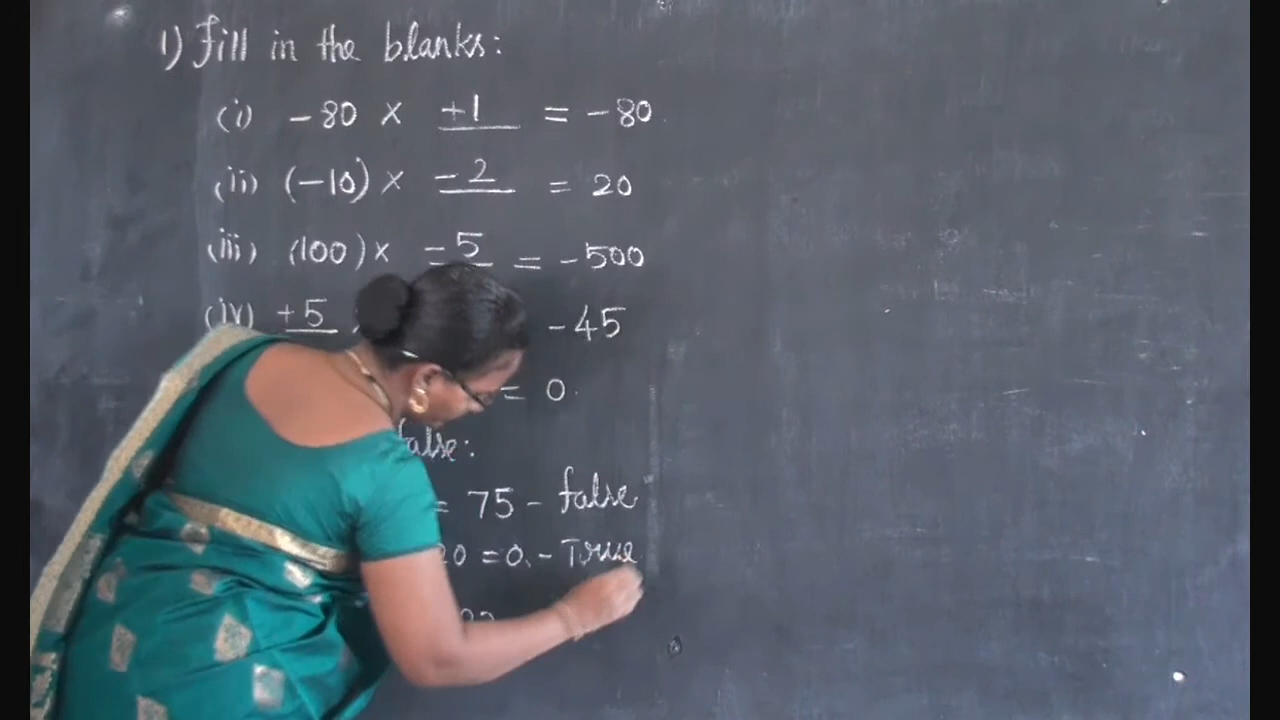 1) Fill in the blanks:
(i) -80 × +1 = -80
(ii) (-10) × -2 = 20
(iii) (100) × -5 = -500
(iv) +5 -45
= 0.
false:
= 75 - false
20 = 0. - True